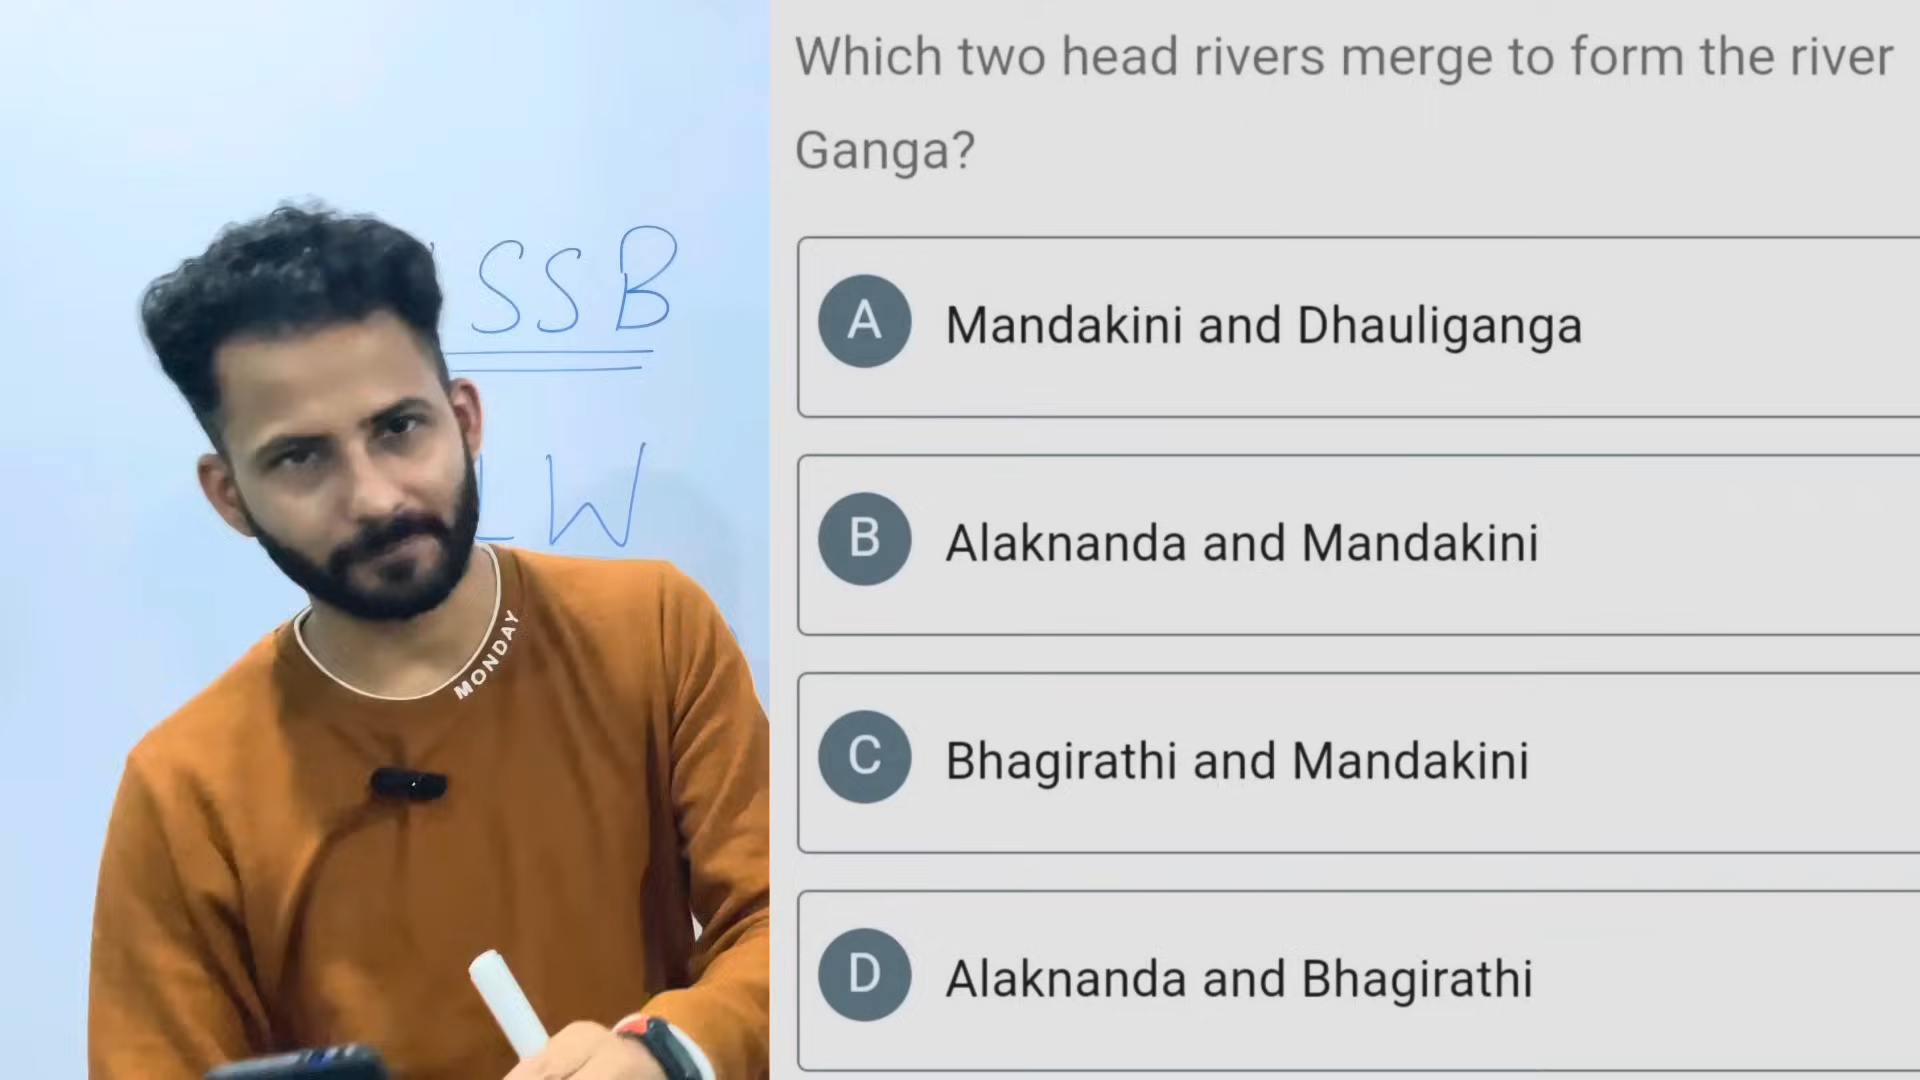 SSB
LW
MONDAY
Which two head rivers merge to form the river
Ganga?
A Mandakini and Dhauliganga
B Alaknanda and Mandakini
C Bhagirathi and Mandakini
D Alaknanda and Bhagirathi